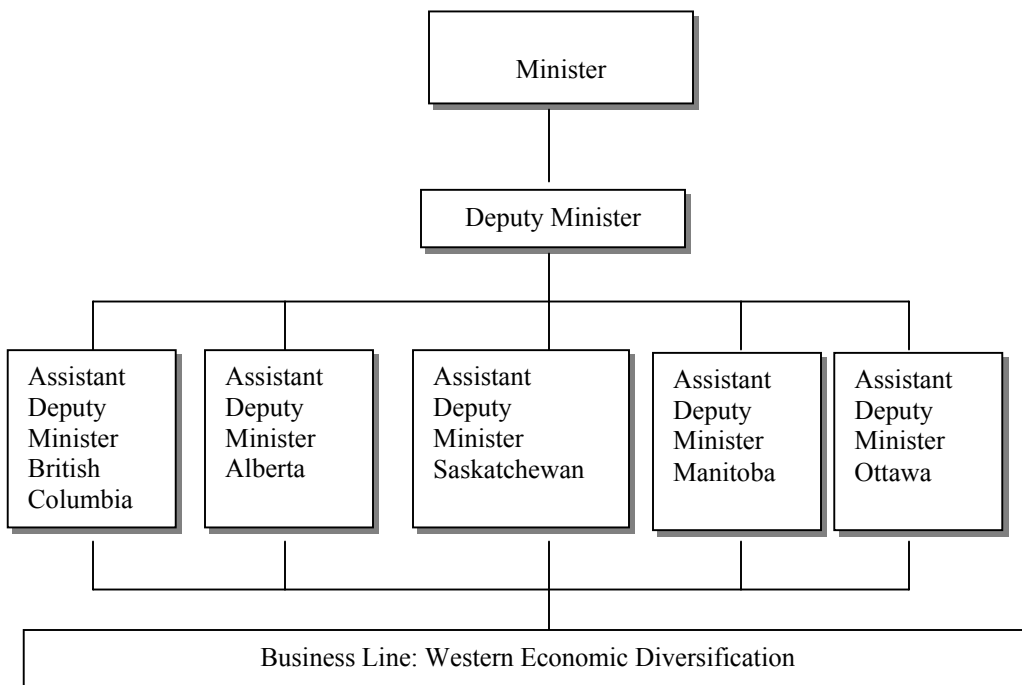 Minister
Deputy Minister
Assistant
Deputy
Minister
British
Columbia
Assistant
Deputy
Minister
Alberta
Assistant
Deputy
Minister
Saskatchewan
Assistant
Deputy
Minister
Manitoba
Assistant
Deputy
Minister
Ottawa
Business Line: Western Economic Diversification